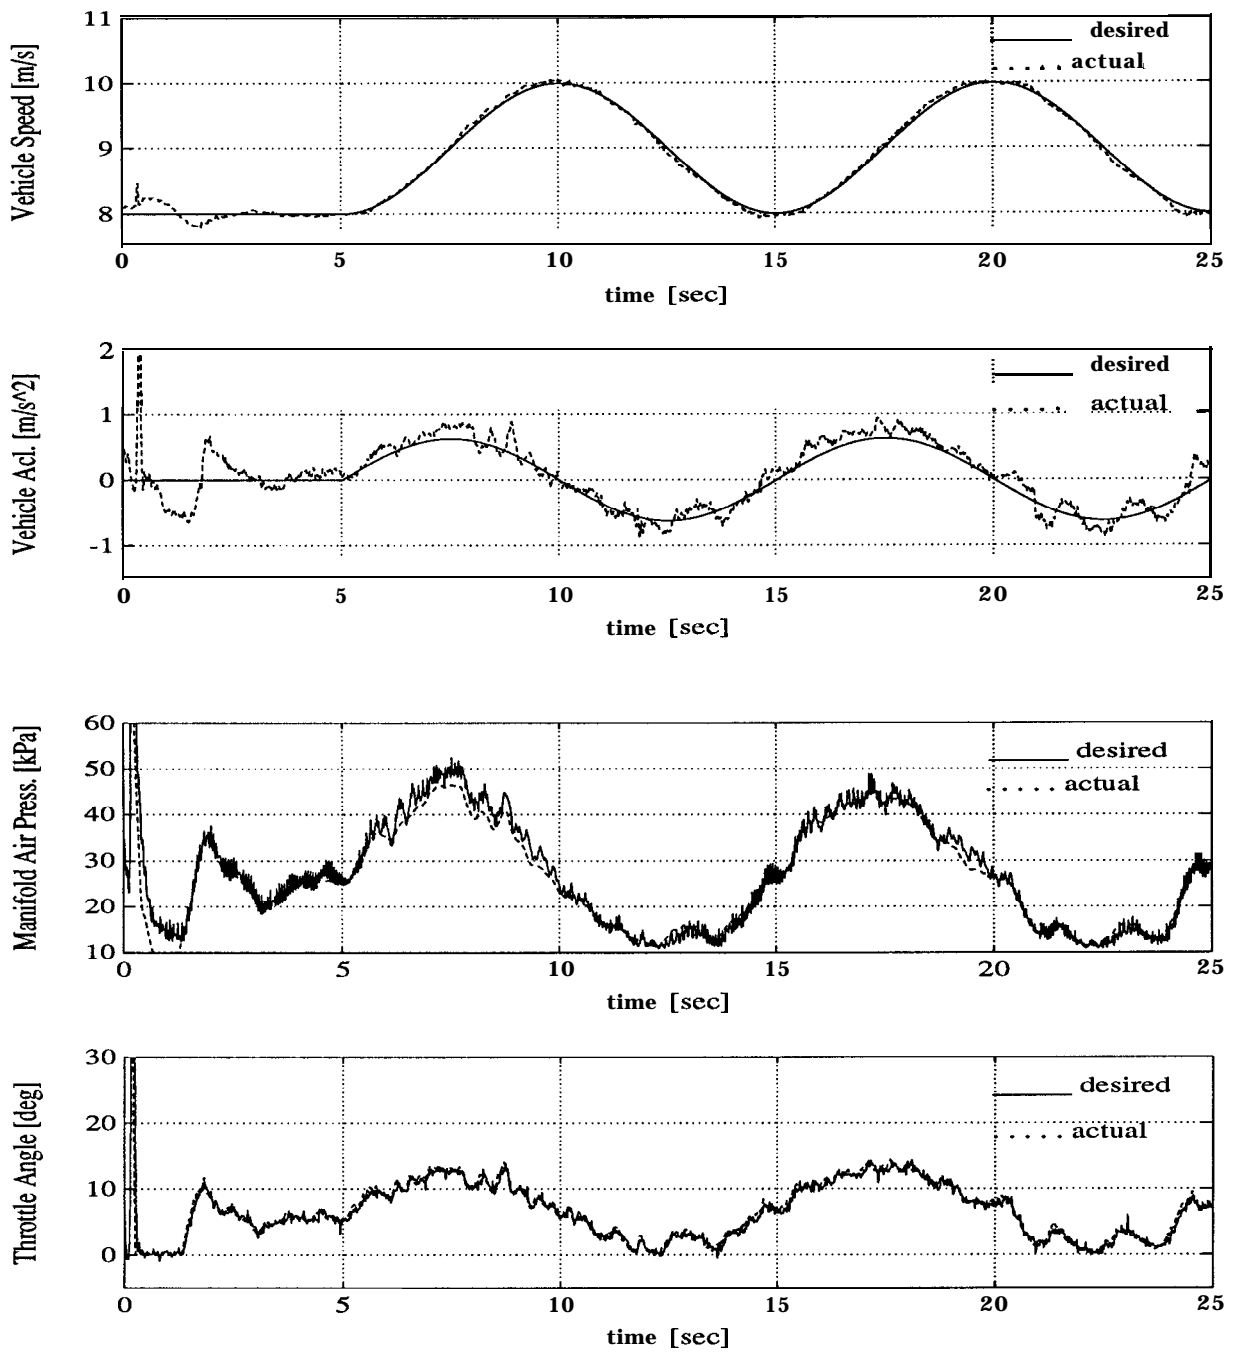 Vehicle Speed [m/s]
11
10
9
8
desired
actual
0 5 10 15 20 25
time [sec]
Vehicle Acl. [m/s^2]
2
1
0
-1
desired
actual
0 5 10 15 20 25
time [sec]
Manifold Air Press. [kPa]
60
50
40
30
20
10
desired
actual
0 5 10 15 20 25
time [sec]
Throttle Angle [deg]
30
20
10
0
desired
actual
0 5 10 15 20 25
time [sec]